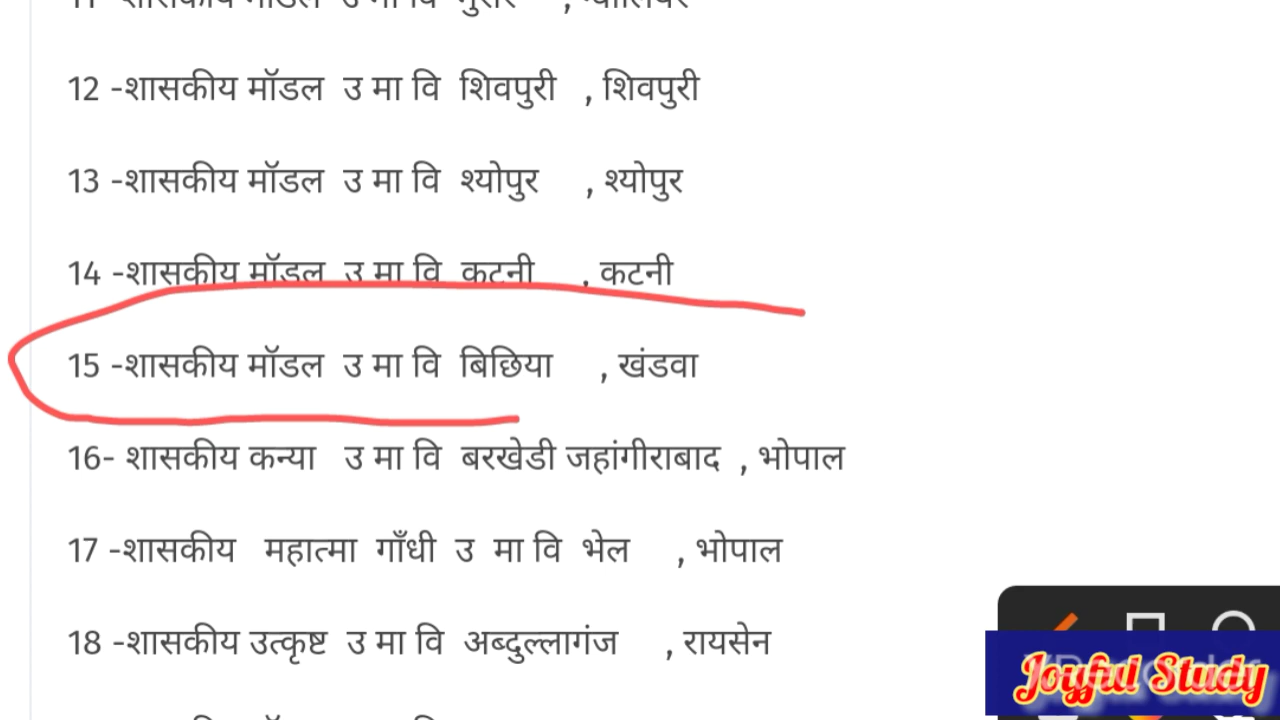 12 -शासकीय मॉडल उ मा वि शिवपुरी , शिवपुरी
13 -शासकीय मॉडल उ मा वि श्योपुर , श्योपुर
14 -शासकीय मॉडल उ मा वि कटनी , कटनी
15 -शासकीय मॉडल उ मा वि बिछिया , खंडवा
16- शासकीय कन्या उ मा वि बरखेडी जहांगीराबाद , भोपाल
17 -शासकीय महात्मा गाँधी उ मा वि भेल , भोपाल
18 -शासकीय उत्कृष्ट उ मा वि अब्दुल्लागंज , रायसेन
Joyful Study